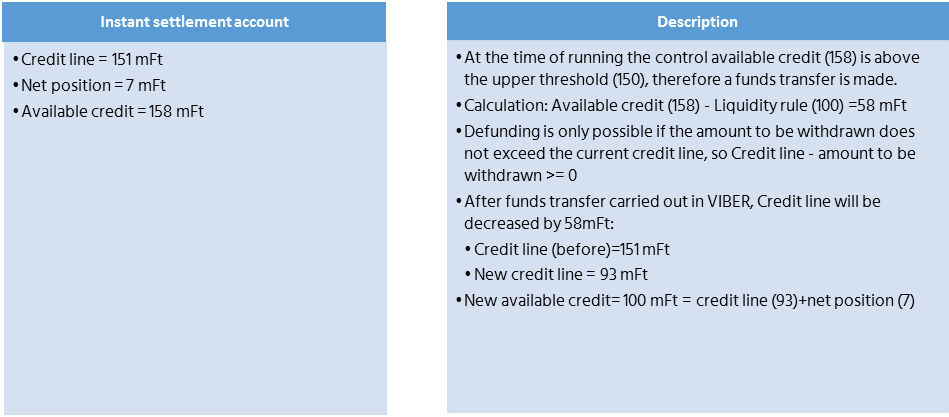 Instant settlement account
• Credit line = 151 mFt
• Net position = 7 mFt
• Available credit = 158 mFt
Description
• At the time of running the control available credit (158) is above
the upper threshold (150), therefore a funds transfer is made.
• Calculation: Available credit (158) - Liquidity rule (100) =58 mFt
• Defunding is only possible if the amount to be withdrawn does
not exceed the current credit line, so Credit line - amount to be
withdrawn >= 0
• After funds transfer carried out in VIBER, Credit line will be
decreased by 58mFt:
• Credit line (before)=151 mFt
• New credit line = 93 mFt
• New available credit= 100 mFt = credit line (93)+net position (7)